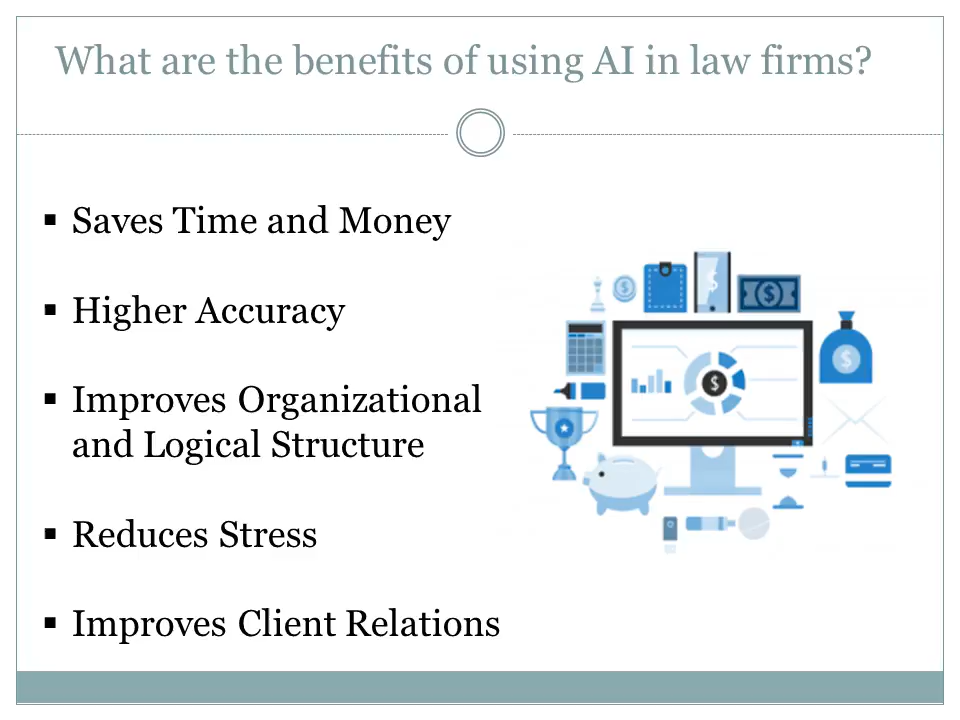 What are the benefits of using AI in law firms?
▪ Saves Time and Money
▪ Higher Accuracy
▪ Improves Organizational
and Logical Structure
▪ Reduces Stress
▪ Improves Client Relations
$
$
$
$
$